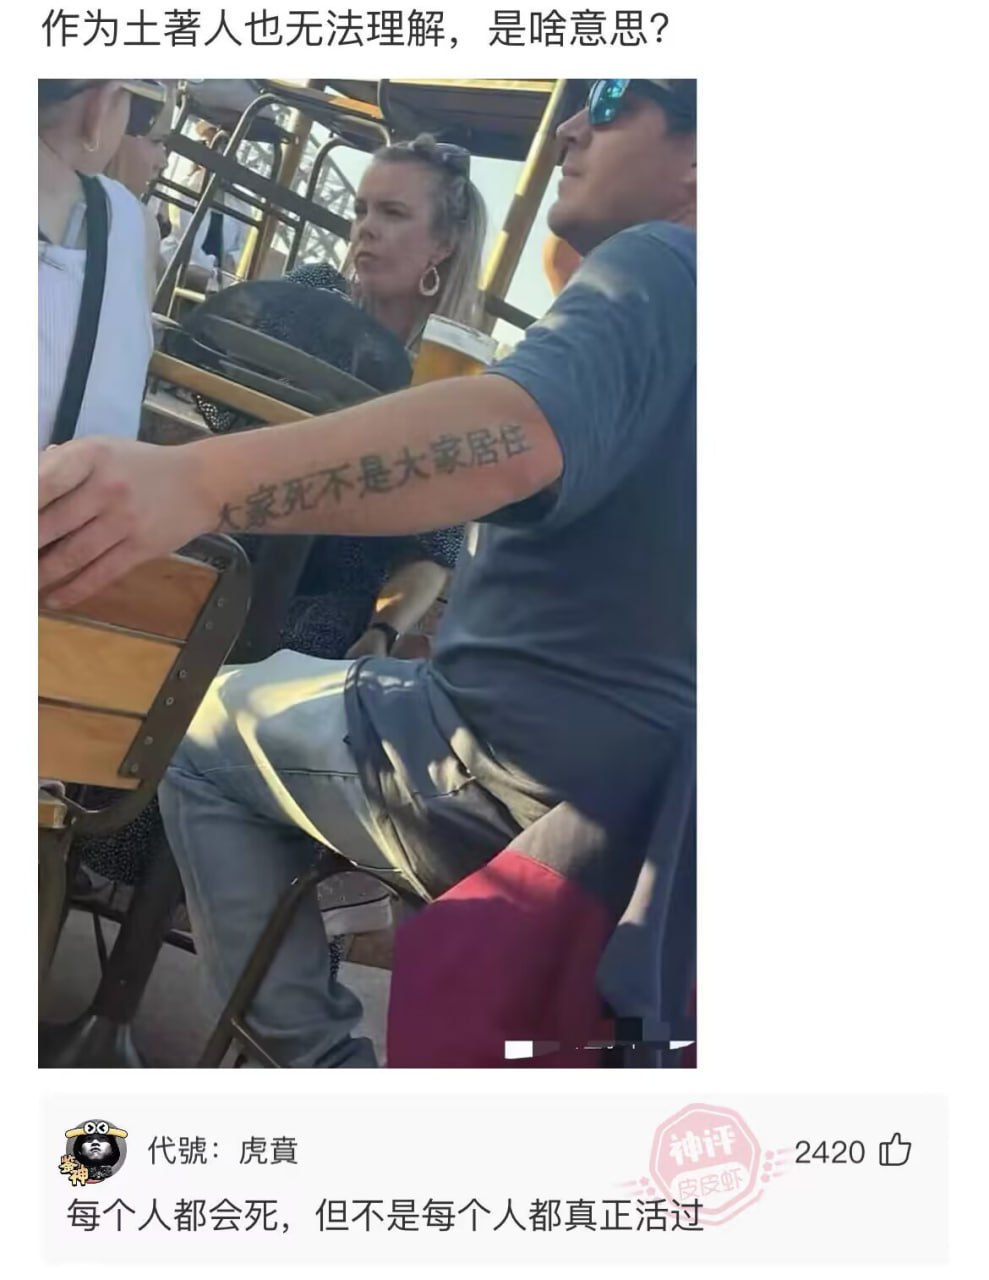 作为土著人也无法理解，是啥意思？
大家死不是大家居住
代號：虎賁
神评
皮皮虾
2420
每个人都会死，但不是每个人都真正活过